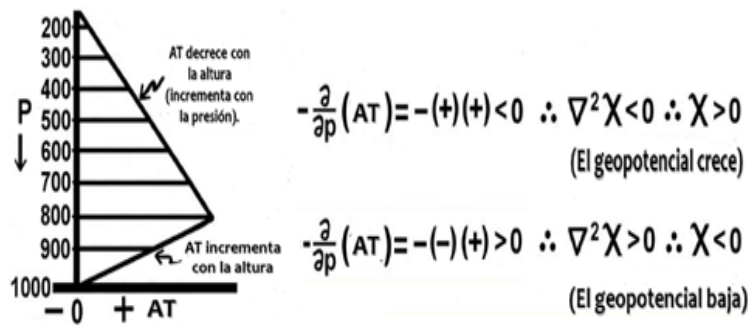 200
300
400
P 500
600
700
800
900
1000
AT decrece con
la altura
(incrementa con
la presión).
AT incrementa
con la altura
− 0 + AT
-∂/∂p (AT)= -(+)(+)<0 ∴ ∇²X<0 ∴ X>0
(El geopotencial crece)
-∂/∂p (AT)= -(-)(+)>0 ∴ ∇²X>0 ∴ X<0
(El geopotencial baja)